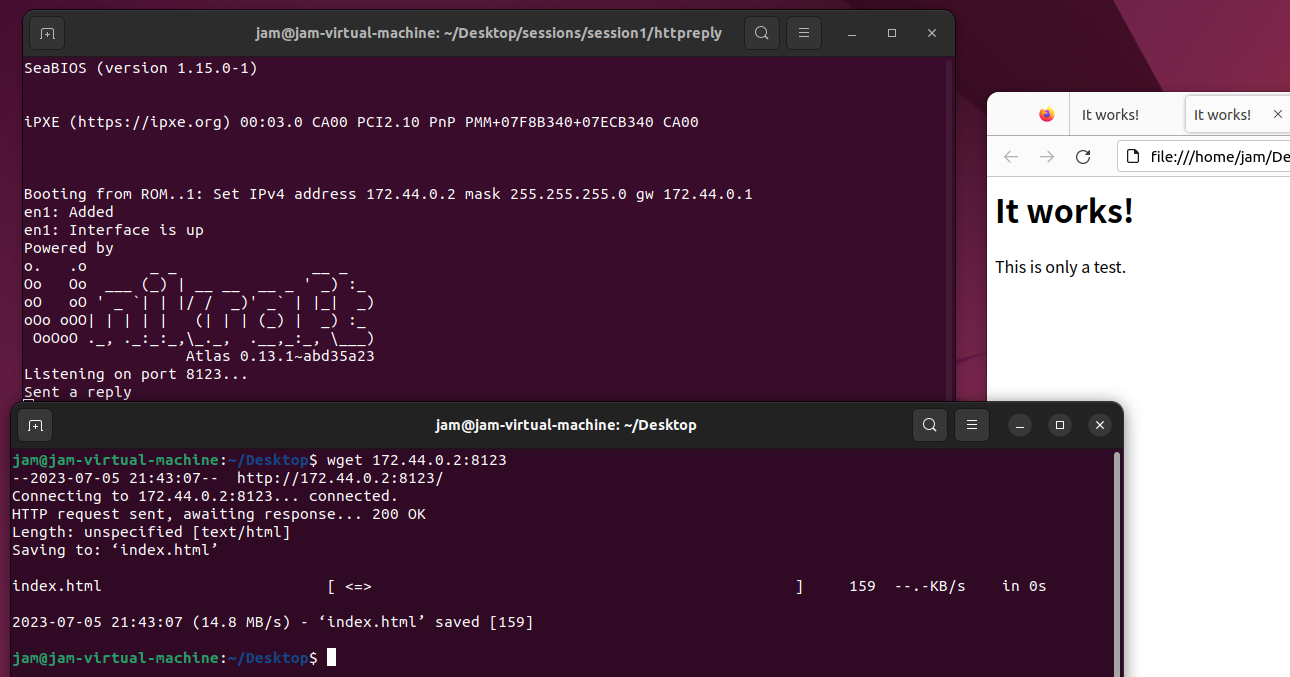 jam@jam-virtual-machine: ~/Desktop/sessions/session1/httpreply
SeaBIOS (version 1.15.0-1)
iPXE (https://ipxe.org) 00:03.0 CA00 PCI2.10 PnP PMM+07F8B340+07ECB340 CA00
Booting from ROM..1: Set IPv4 address 172.44.0.2 mask 255.255.255.0 gw 172.44.0.1
en1: Added
en1: Interface is up
Powered by
o.   .o       _ _               __ _
Oo   Oo  ___ (_) | __ __  __ _ ' _) :_
oO   oO ' _ `| | |/ /  _)' _` | |_|  _)
oOo oOO| | | | |   (| | | (_) |  _) :_
 OoOoO ._, ._:_:_,\_._,  .__,_:_, \___)
Atlas 0.13.1~abd35a23
Listening on port 8123...
Sent a reply
jam@jam-virtual-machine: ~/Desktop
jam@jam-virtual-machine:~/Desktop$ wget 172.44.0.2:8123
--2023-07-05 21:43:07--  http://172.44.0.2:8123/
Connecting to 172.44.0.2:8123... connected.
HTTP request sent, awaiting response... 200 OK
Length: unspecified [text/html]
Saving to: ‘index.html’
index.html                         [ <=>                                               ]     159  --.-KB/s    in 0s
2023-07-05 21:43:07 (14.8 MB/s) - ‘index.html’ saved [159]
jam@jam-virtual-machine:~/Desktop$
It works!
It works!
file:///home/jam/De
It works!
This is only a test.